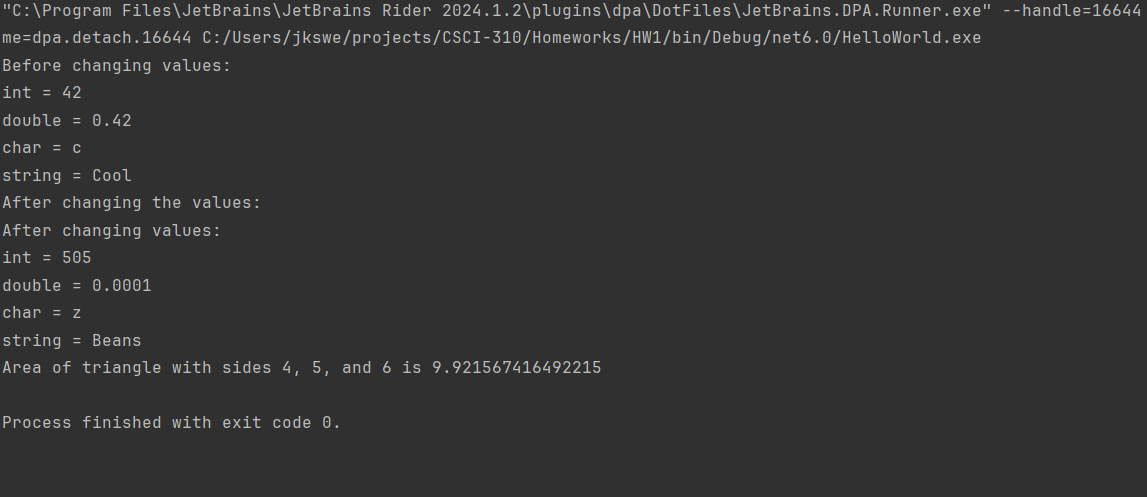 "C:\Program Files\JetBrains\JetBrains Rider 2024.1.2\plugins\dpa\DotFiles\JetBrains.DPA.Runner.exe" --handle=16644
me=dpa.detach.16644 C:/Users/jkswe/projects/CSCI-310/Homeworks/HW1/bin/Debug/net6.0/HelloWorld.exe
Before changing values:
int = 42
double = 0.42
char = c
string = Cool
After changing the values:
After changing values:
int = 505
double = 0.0001
char = z
string = Beans
Area of triangle with sides 4, 5, and 6 is 9.921567416492215
Process finished with exit code 0.